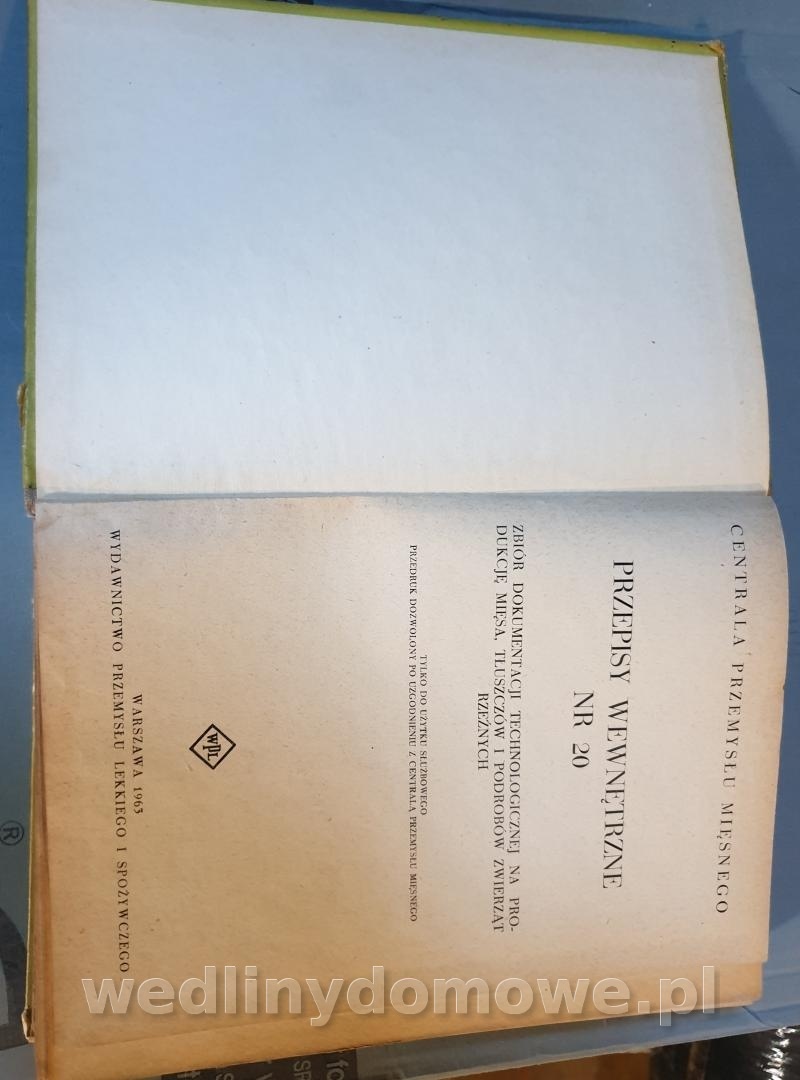 CENTRALA PRZEMYSŁU MIĘSNEGO
PRZEPISY WEWNĘTRZNE
NR 20
ZBIÓR DOKUMENTACJI TECHNOLOGICZNEJ NA PRO-
DUKCJĘ MIĘSA, TŁUSZCZÓW I PODROBÓW ZWIERZĄT
RZEŹNYCH
TYLKO DO UŻYTKU SŁUŻBOWEGO
PRZEDRUK DOZWOLONY PO UZGODNIENIU Z CENTRALĄ PRZEMYSŁU MIĘSNEGO
WPL
WARSZAWA 1963
WYDAWNICTWO PRZEMYSŁU LEKKIEGO I SPOŻYWCZEGO
wedlinydomowe.pl
®